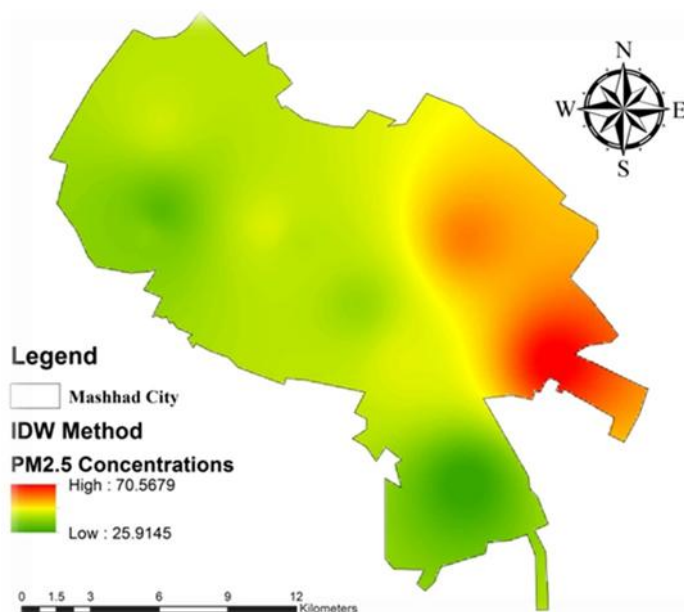 N
W E
S
Legend
Mashhad City
IDW Method
PM2.5 Concentrations
High : 70.5679
Low : 25.9145
0 1.5 3 6 9 12
Kilometers